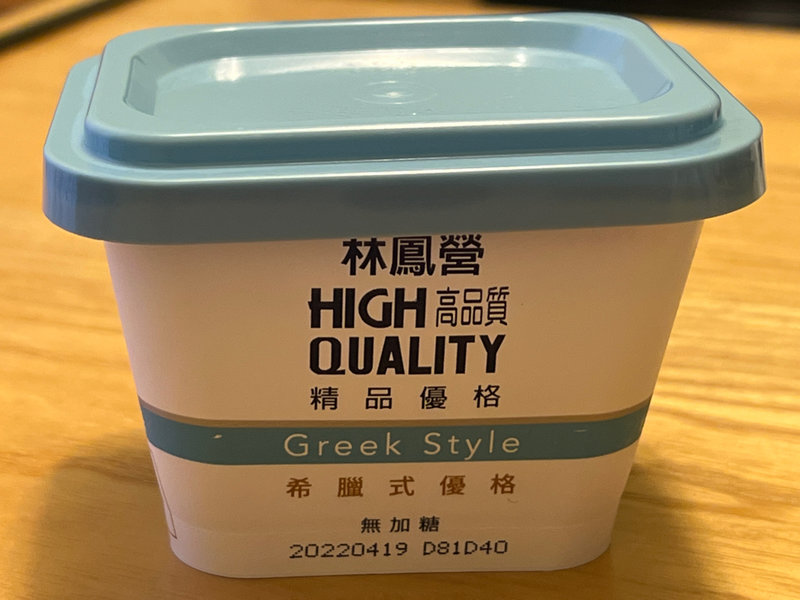 林鳳營
HIGH 高品質
QUALITY
精品優格
Greek Style
希臘式優格
無加糖
20220419 D81D40